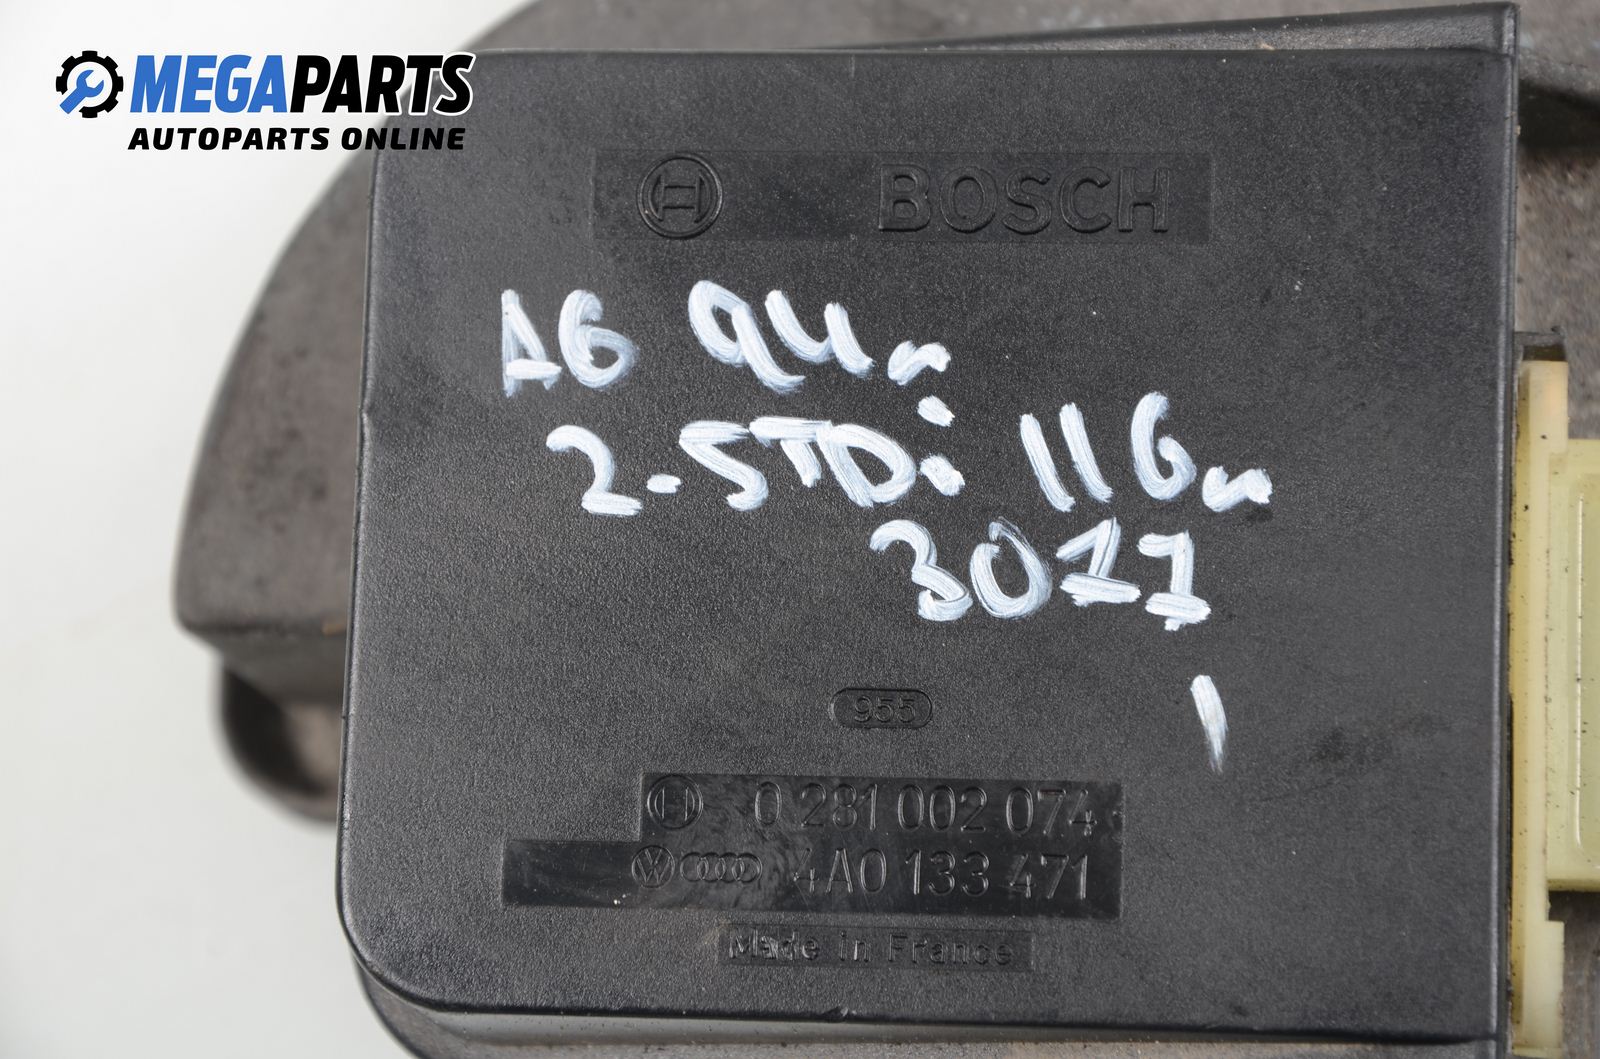 MEGAPARTS
AUTOPARTS ONLINE
BOSCH
A6 94г.
2.5TDi 116г
3011
955
0 281 002 074
4A0 133 471
Made in France